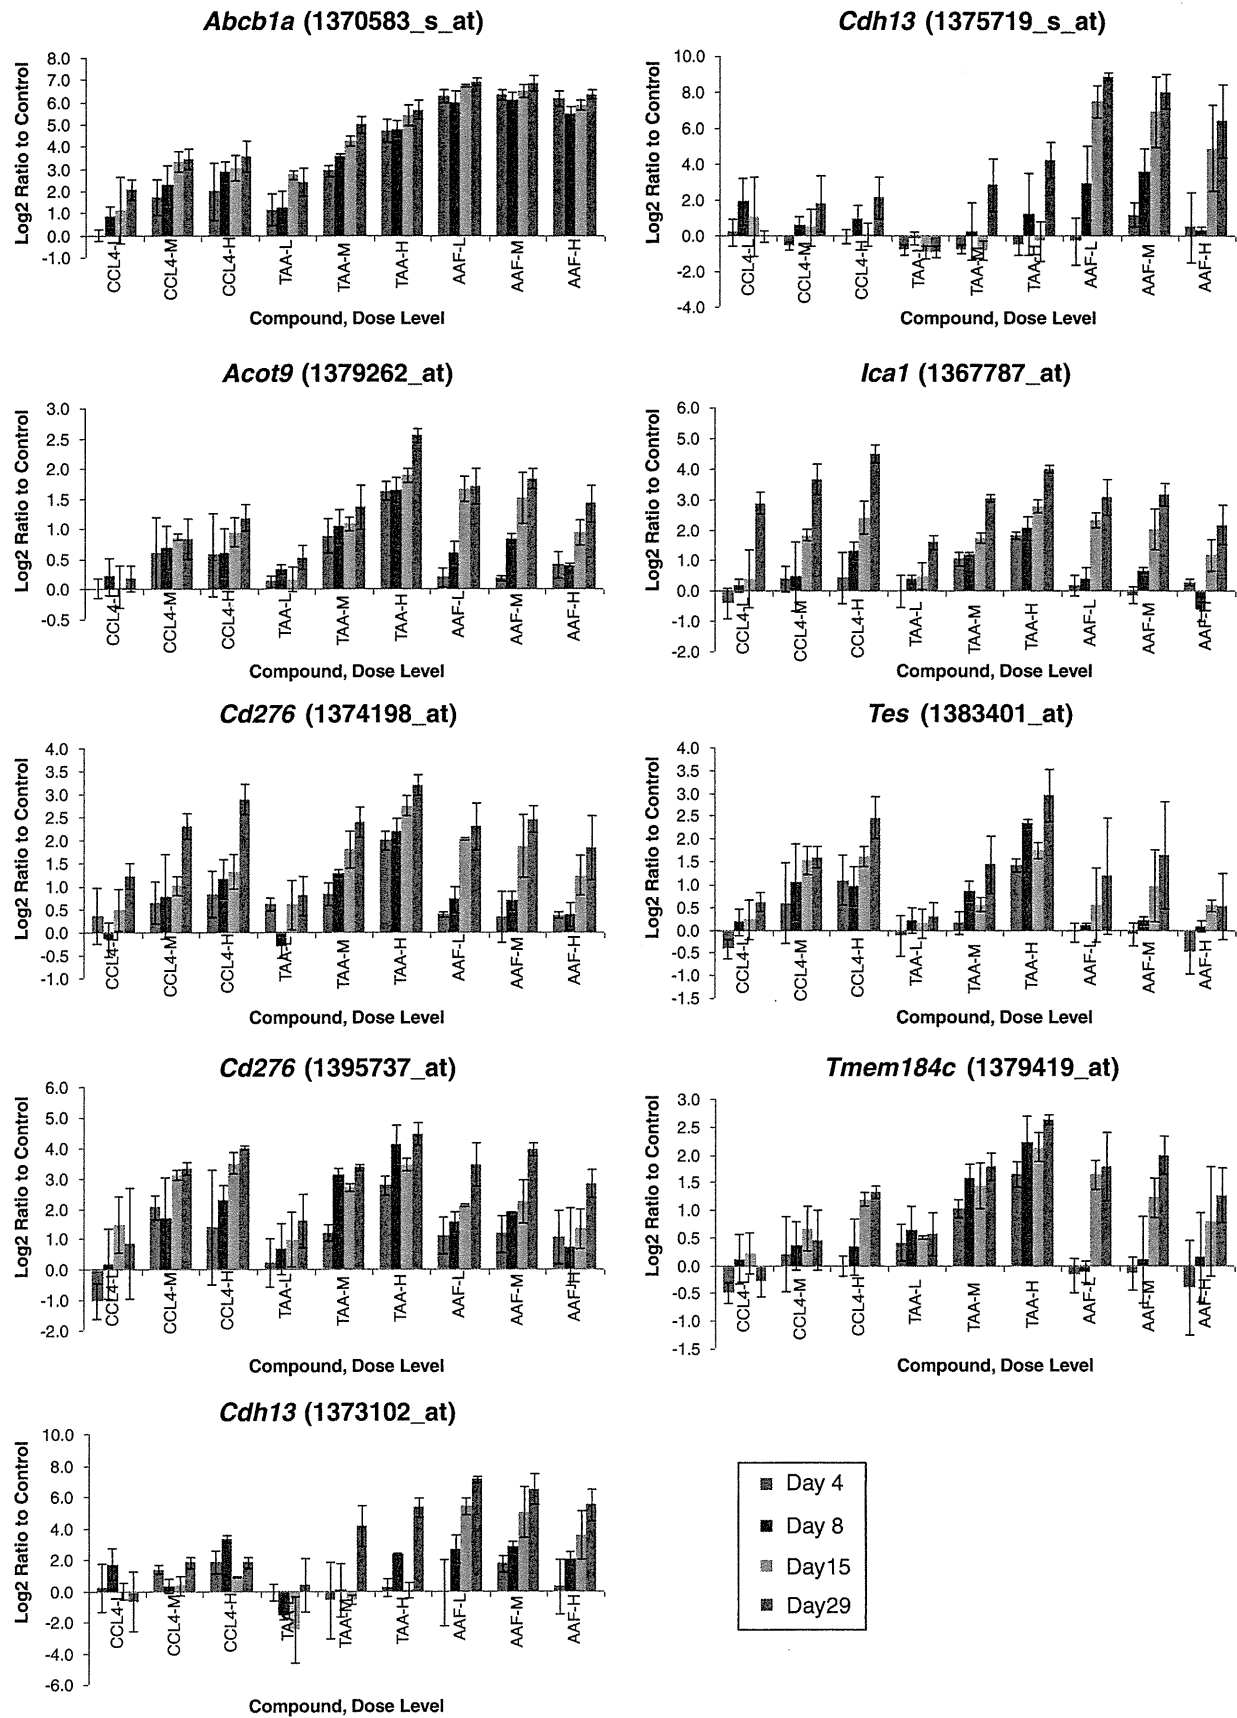 Abcb1a (1370583_s_at)
Log2 Ratio to Control
8.0
7.0
6.0
5.0
4.0
3.0
2.0
1.0
0.0
-1.0
CCL4-L
CCL4-M
CCL4-H
TAA-L
TAA-M
TAA-H
AAF-L
AAF-M
AAF-H
Compound, Dose Level
Cdh13 (1375719_s_at)
Log2 Ratio to Control
10.0
8.0
6.0
4.0
2.0
0.0
-2.0
-4.0
CCL4-L
CCL4-M
CCL4-H
TAA-L
TAA-M
TAA-H
AAF-L
AAF-M
AAF-H
Compound, Dose Level
Acot9 (1379262_at)
Log2 Ratio to Control
3.0
2.5
2.0
1.5
1.0
0.5
0.0
-0.5
CCL4-L
CCL4-M
CCL4-H
TAA-L
TAA-M
TAA-H
AAF-L
AAF-M
AAF-H
Compound, Dose Level
Ica1 (1367787_at)
Log2 Ratio to Control
6.0
5.0
4.0
3.0
2.0
1.0
0.0
-1.0
-2.0
CCL4-L
CCL4-M
CCL4-H
TAA-L
TAA-M
TAA-H
AAF-L
AAF-M
AAF-H
Compound, Dose Level
Cd276 (1374198_at)
Log2 Ratio to Control
4.0
3.5
3.0
2.5
2.0
1.5
1.0
0.5
0.0
-0.5
-1.0
CCL4-L
CCL4-M
CCL4-H
TAA-L
TAA-M
TAA-H
AAF-L
AAF-M
AAF-H
Compound, Dose Level
Tes (1383401_at)
Log2 Ratio to Control
4.0
3.5
3.0
2.5
2.0
1.5
1.0
0.5
0.0
-0.5
-1.0
-1.5
CCL4-L
CCL4-M
CCL4-H
TAA-L
TAA-M
TAA-H
AAF-L
AAF-M
AAF-H
Compound, Dose Level
Cd276 (1395737_at)
Log2 Ratio to Control
6.0
5.0
4.0
3.0
2.0
1.0
0.0
-1.0
-2.0
CCL4-L
CCL4-M
CCL4-H
TAA-L
TAA-M
TAA-H
AAF-L
AAF-M
AAF-H
Compound, Dose Level
Tmem184c (1379419_at)
Log2 Ratio to Control
3.0
2.5
2.0
1.5
1.0
0.5
0.0
-0.5
-1.0
-1.5
CCL4-L
CCL4-M
CCL4-H
TAA-L
TAA-M
TAA-H
AAF-L
AAF-M
AAF-H
Compound, Dose Level
Cdh13 (1373102_at)
Log2 Ratio to Control
10.0
8.0
6.0
4.0
2.0
0.0
-2.0
-4.0
-6.0
CCL4-L
CCL4-M
CCL4-H
TAA-L
TAA-M
TAA-H
AAF-L
AAF-M
AAF-H
Compound, Dose Level
Day 4
Day 8
Day15
Day29